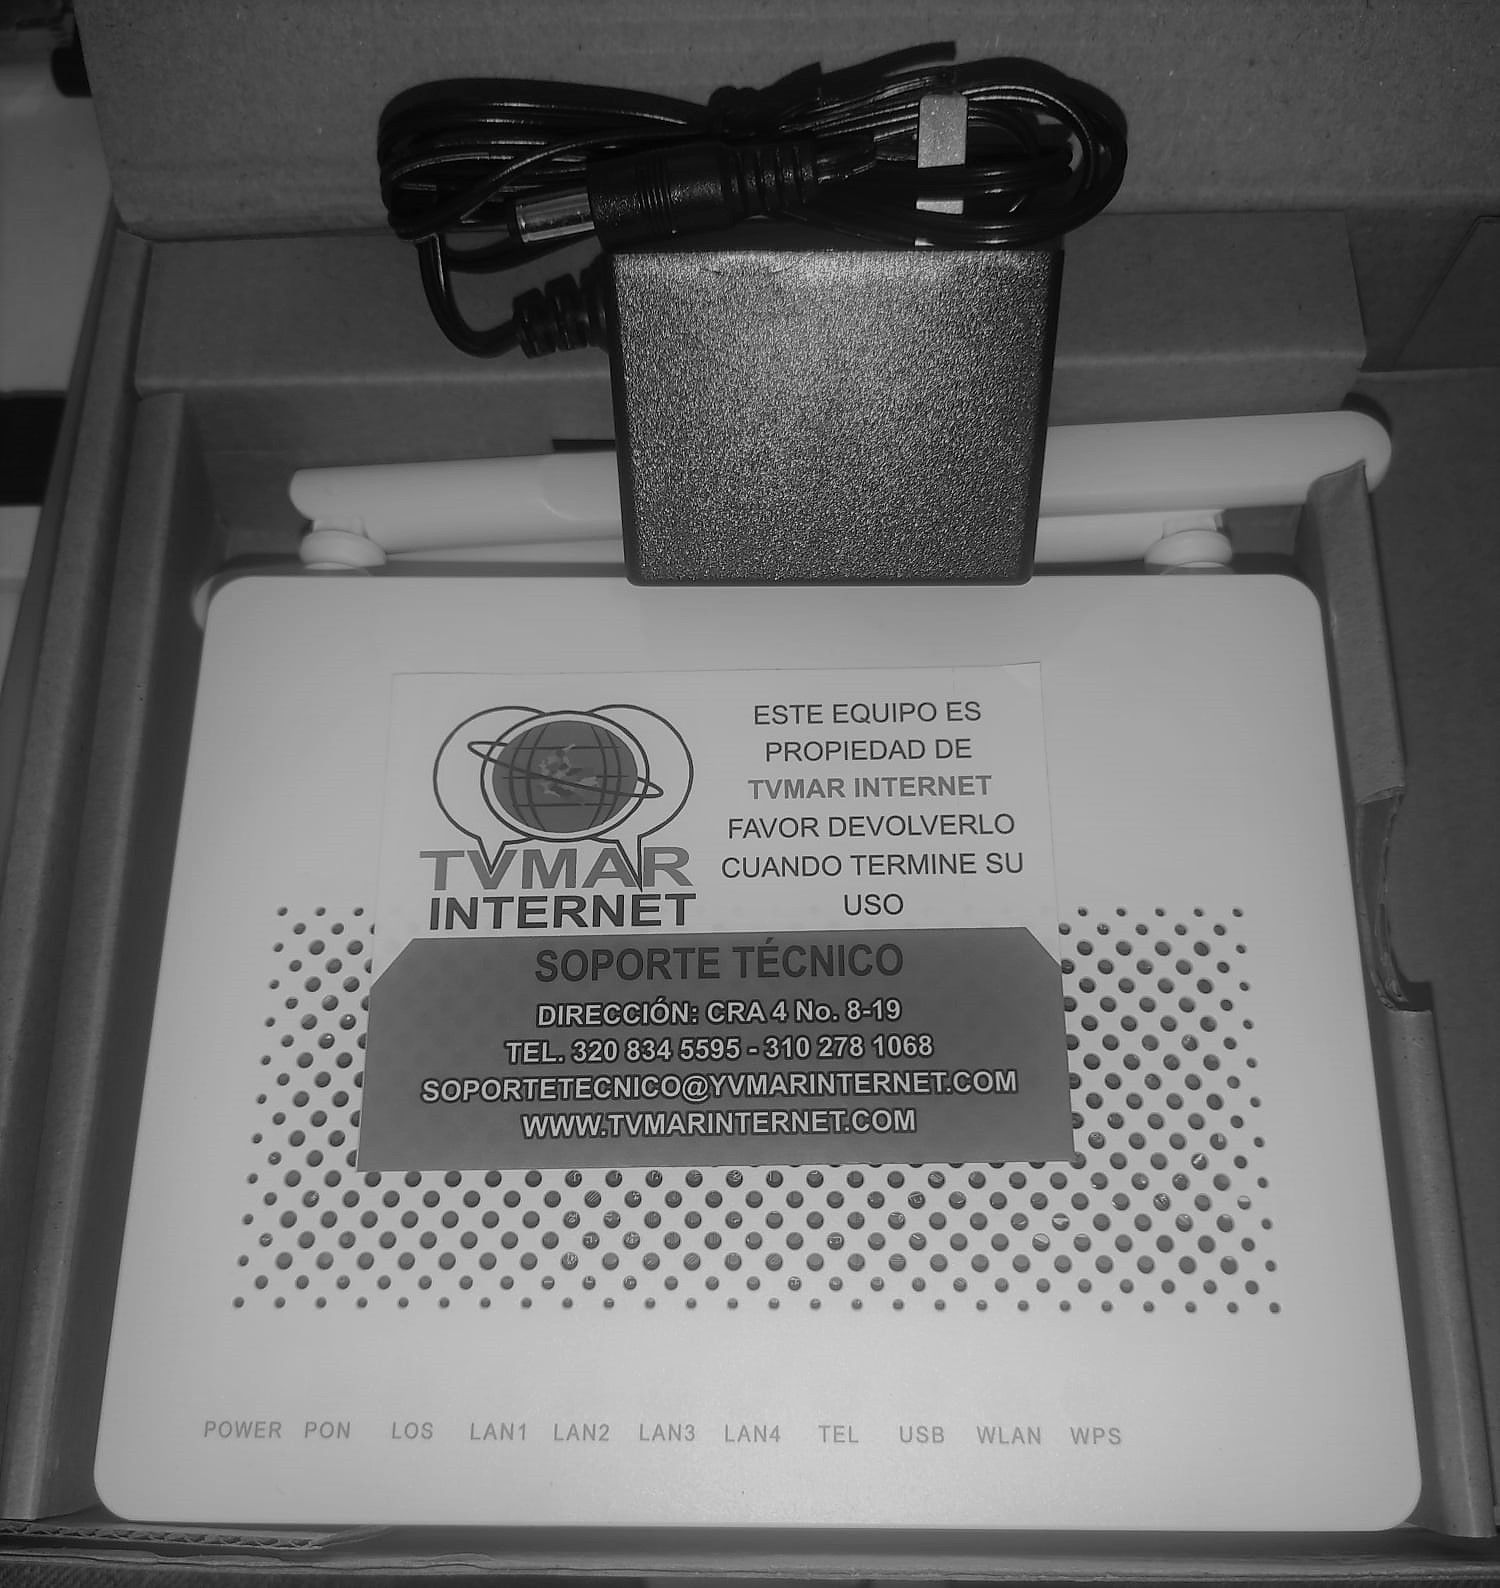 TVMAR
INTERNET
ESTE EQUIPO ES
PROPIEDAD DE
TVMAR INTERNET
FAVOR DEVOLVERLO
CUANDO TERMINE SU
USO
SOPORTE TÉCNICO
DIRECCIÓN: CRA 4 No. 8-19
TEL. 320 834 5595 - 310 278 1068
SOPORTETECNICO@YVMARINTERNET.COM
WWW.TVMARINTERNET.COM
POWER PON LOS LAN1 LAN2 LAN3 LAN4 TEL USB WLAN WPS